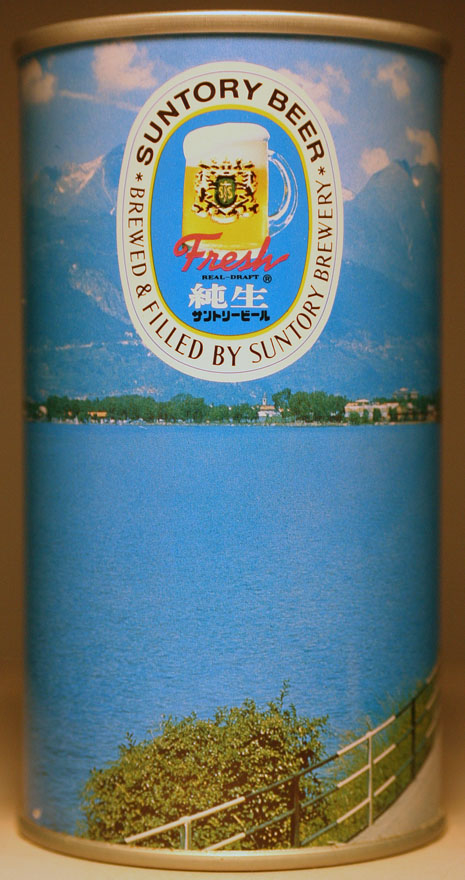 SUNTORY BEER
* BREWED & FILLED BY SUNTORY BREWERY *
Fresh
REAL-DRAFT ®
純生
サントリービール